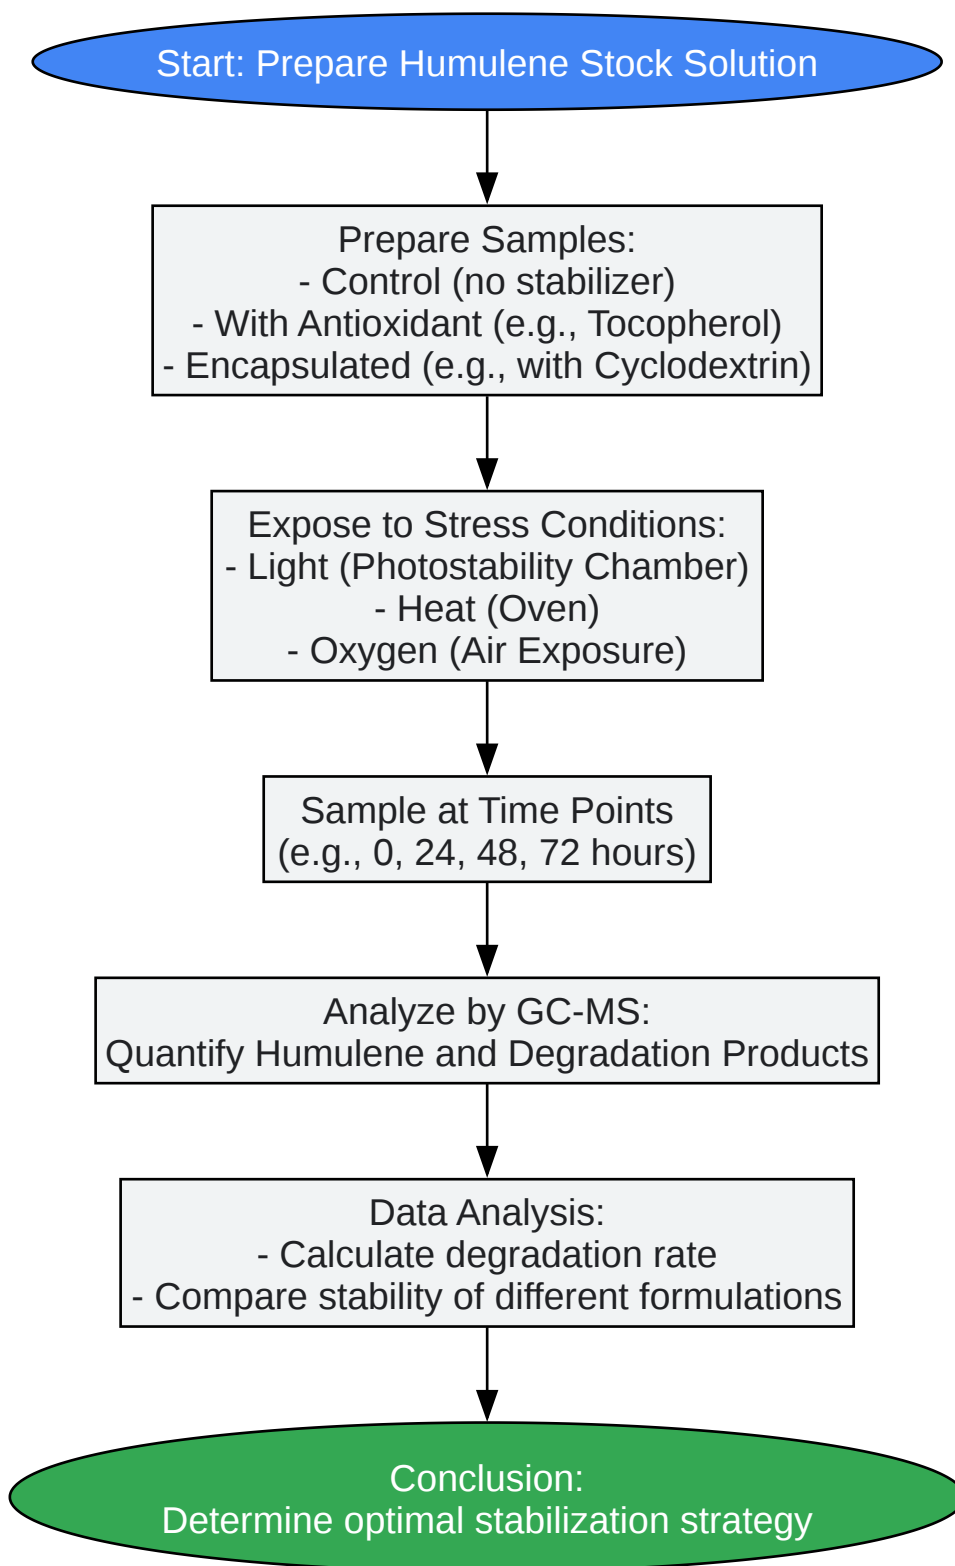 Start: Prepare Humulene Stock Solution
Prepare Samples:
- Control (no stabilizer)
- With Antioxidant (e.g., Tocopherol)
- Encapsulated (e.g., with Cyclodextrin)
Expose to Stress Conditions:
- Light (Photostability Chamber)
- Heat (Oven)
- Oxygen (Air Exposure)
Sample at Time Points
(e.g., 0, 24, 48, 72 hours)
Analyze by GC-MS:
Quantify Humulene and Degradation Products
Data Analysis:
- Calculate degradation rate
- Compare stability of different formulations
Conclusion:
Determine optimal stabilization strategy